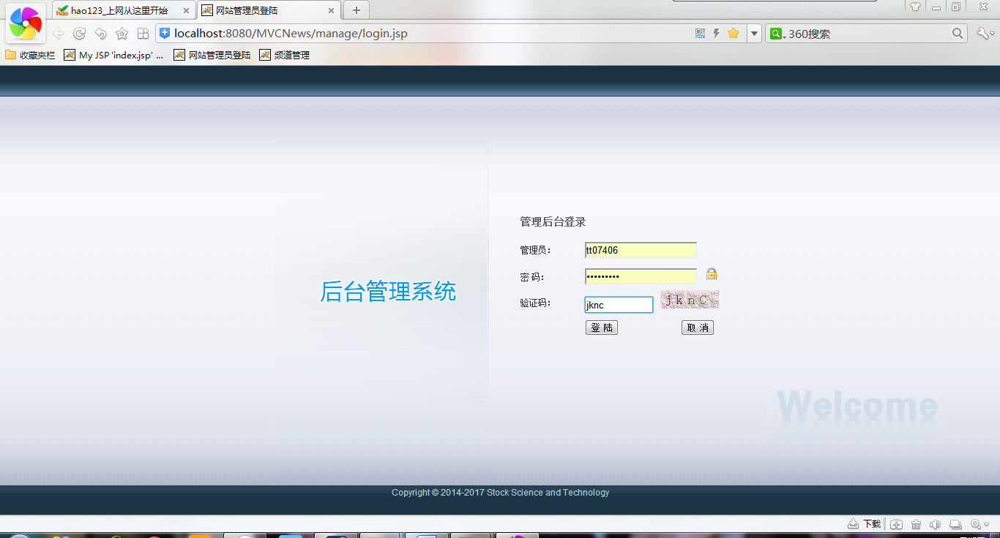 hao123_上网从这里开始
网站管理员登陆
localhost:8080/MVCNews/manage/login.jsp
360搜索
收藏夹栏
My JSP 'index.jsp' ...
网站管理员登陆
频道管理
管理后台登录
管理员：
tt07406
密 码：
•••••••••
后台管理系统
验证码：
jknc
jknC
登 陆
取 消
Welcome
Copyright © 2014-2017 Stock Science and Technology
下载